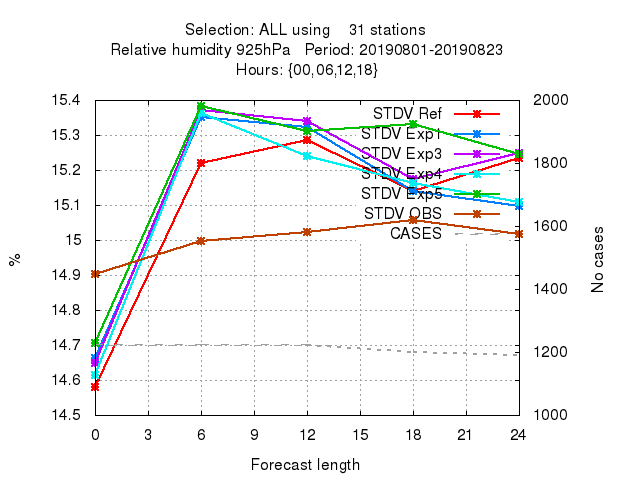 Selection: ALL using    31 stations
Relative humidity 925hPa   Period: 20190801-20190823
Hours: {00,06,12,18}
15.4
15.3
15.2
15.1
15
14.9
14.8
14.7
14.6
14.5
%
STDV Ref
STDV Exp1
STDV Exp3
STDV Exp4
STDV Exp5
STDV OBS
CASES
2000
1800
1600
1400
1200
1000
No cases
0 3 6 9 12 15 18 21 24
Forecast length